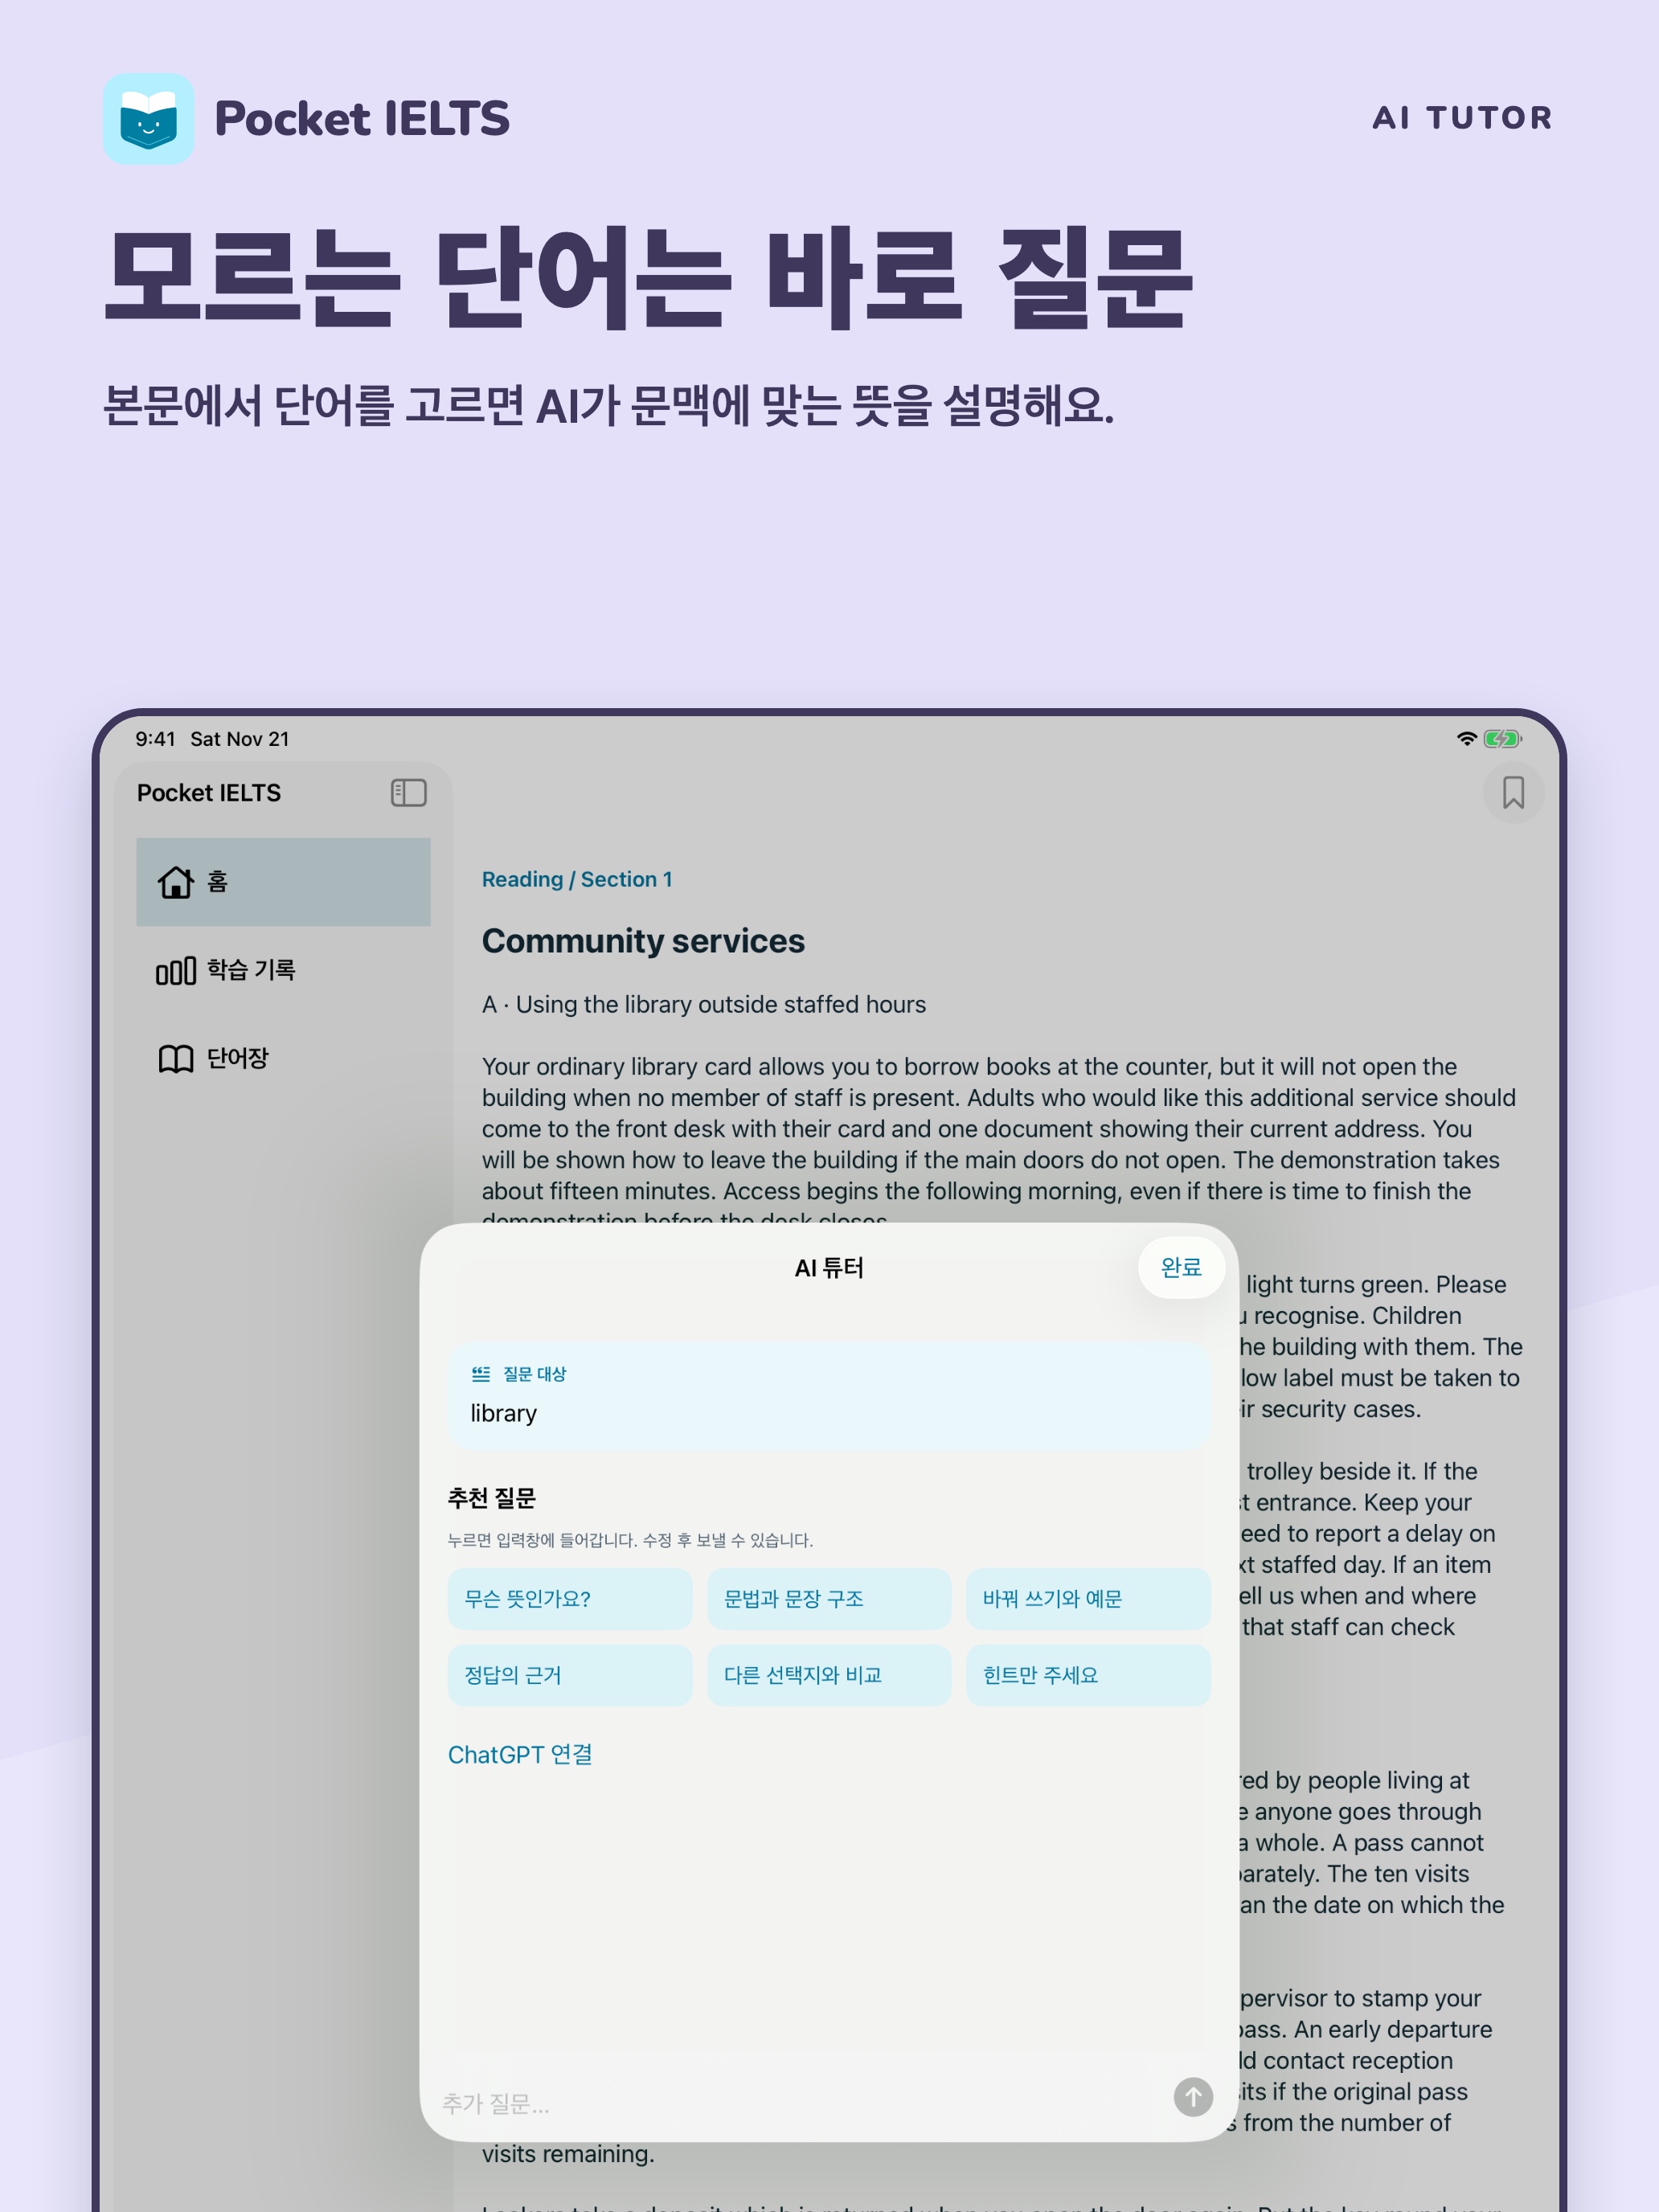 Pocket IELTS
AI TUTOR
모르는 단어는 바로 질문
본문에서 단어를 고르면 AI가 문맥에 맞는 뜻을 설명해요.
9:41 Sat Nov 21
Pocket IELTS
홈
학습 기록
단어장
Reading / Section 1
Community services
A · Using the library outside staffed hours
Your ordinary library card allows you to borrow books at the counter, but it will not open the
building when no member of staff is present. Adults who would like this additional service should
come to the front desk with their card and one document showing their current address. You
will be shown how to leave the building if the main doors do not open. The demonstration takes
about fifteen minutes. Access begins the following morning, even if there is time to finish the
demonstration before the desk closes.
light turns green. Please
recognise. Children
the building with them. The
label must be taken to
security cases.
trolley beside it. If the
entrance. Keep your
need to report a delay on
staffed day. If an item
tell us when and where
that staff can check
by people living at
anyone goes through
a whole. A pass cannot
The ten visits
than the date on which the
supervisor to stamp your
pass. An early departure
contact reception
visits if the original pass
from the number of
visits remaining.
AI 튜터
완료
질문 대상
library
추천 질문
누르면 입력창에 들어갑니다. 수정 후 보낼 수 있습니다.
무슨 뜻인가요?
문법과 문장 구조
바꿔 쓰기와 예문
정답의 근거
다른 선택지와 비교
힌트만 주세요
ChatGPT 연결
추가 질문...